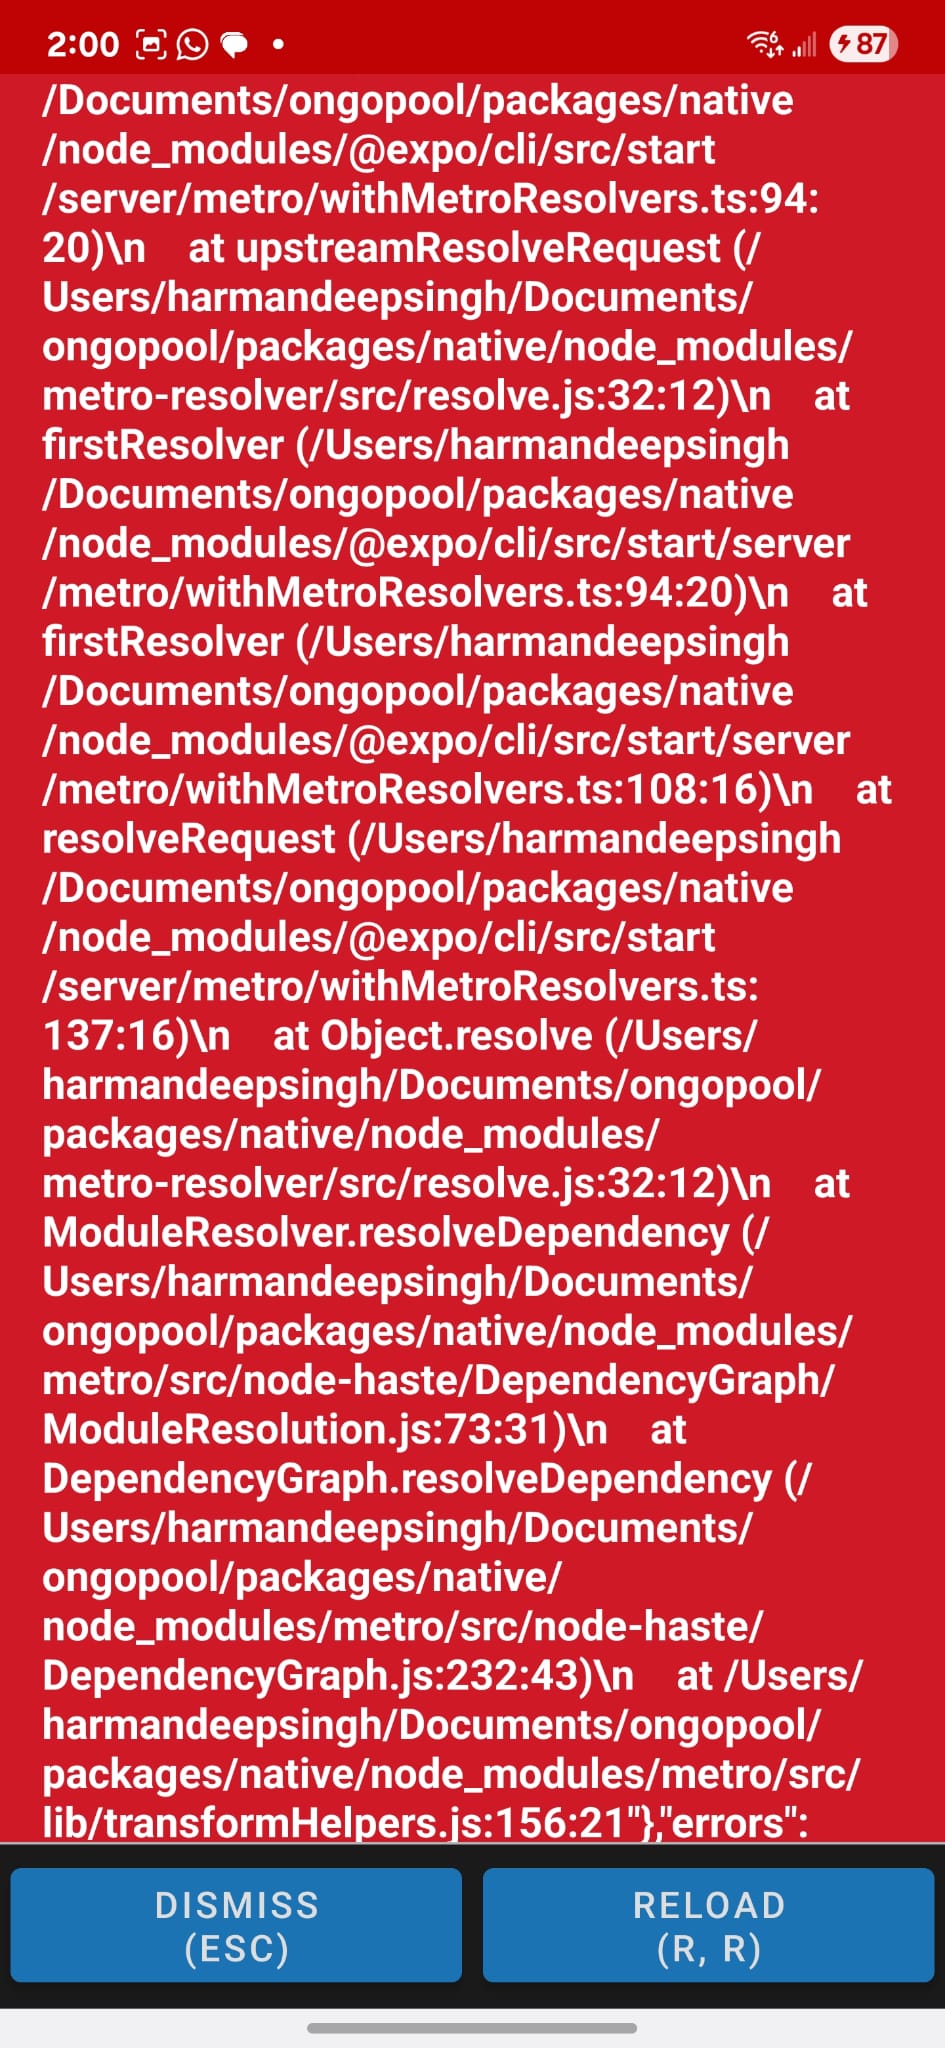 2:00
6
87
/Documents/ongopool/packages/native
/node_modules/@expo/cli/src/start
/server/metro/withMetroResolvers.ts:94:
20)\n    at upstreamResolveRequest (/
Users/harmandeepsingh/Documents/
ongopool/packages/native/node_modules/
metro-resolver/src/resolve.js:32:12)\n    at
firstResolver (/Users/harmandeepsingh
/Documents/ongopool/packages/native
/node_modules/@expo/cli/src/start/server
/metro/withMetroResolvers.ts:94:20)\n    at
firstResolver (/Users/harmandeepsingh
/Documents/ongopool/packages/native
/node_modules/@expo/cli/src/start/server
/metro/withMetroResolvers.ts:108:16)\n    at
resolveRequest (/Users/harmandeepsingh
/Documents/ongopool/packages/native
/node_modules/@expo/cli/src/start
/server/metro/withMetroResolvers.ts:
137:16)\n    at Object.resolve (/Users/
harmandeepsingh/Documents/ongopool/
packages/native/node_modules/
metro-resolver/src/resolve.js:32:12)\n    at
ModuleResolver.resolveDependency (/
Users/harmandeepsingh/Documents/
ongopool/packages/native/node_modules/
metro/src/node-haste/DependencyGraph/
ModuleResolution.js:73:31)\n    at
DependencyGraph.resolveDependency (/
Users/harmandeepsingh/Documents/
ongopool/packages/native/
node_modules/metro/src/node-haste/
DependencyGraph.js:232:43)\n    at /Users/
harmandeepsingh/Documents/ongopool/
packages/native/node_modules/metro/src/
lib/transformHelpers.js:156:21"},"errors":
DISMISS
(ESC)
RELOAD
(R, R)